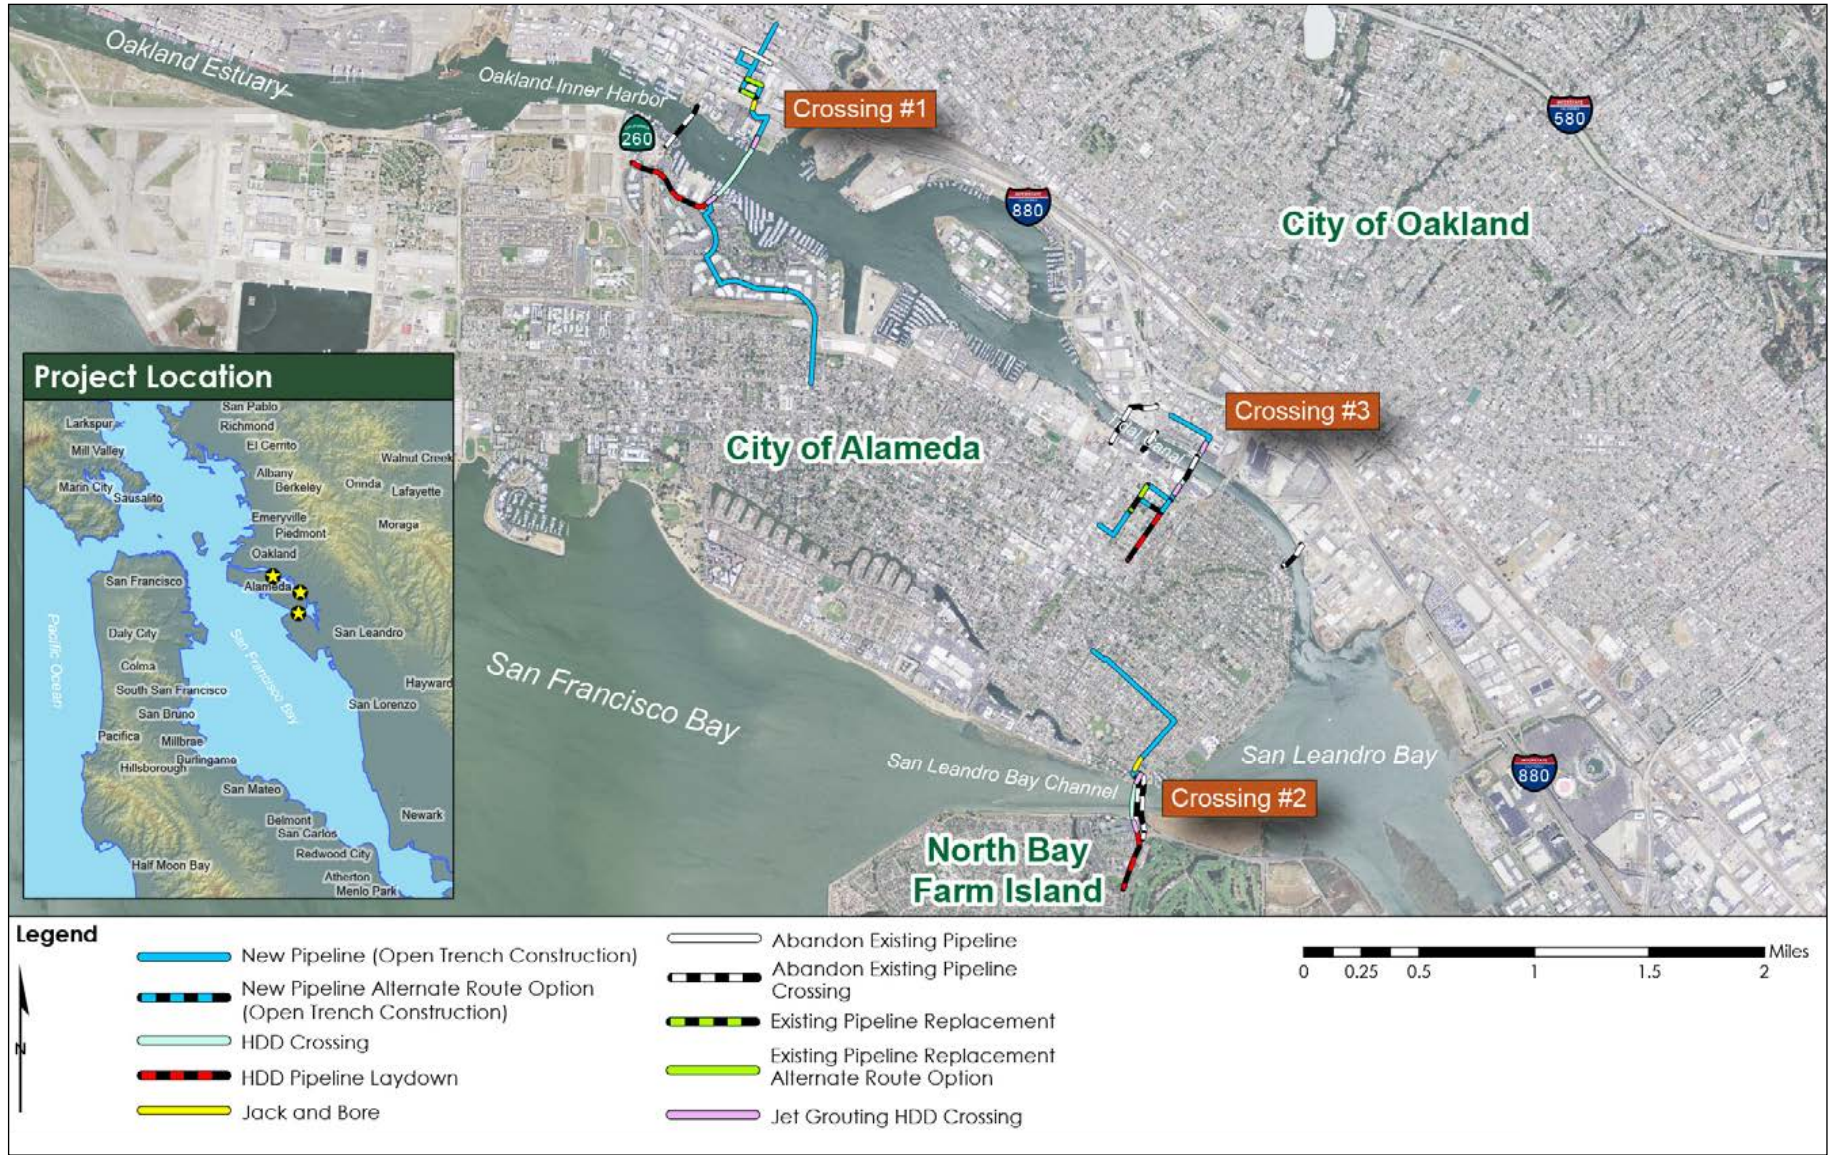 Oakland Estuary
Oakland Inner Harbor
CALIFORNIA
260
Crossing #1
INTERSTATE
880
INTERSTATE
580
City of Oakland
Crossing #3
City of Alameda
Canal
San Francisco Bay
San Leandro Bay Channel
San Leandro Bay
Crossing #2
INTERSTATE
880
North Bay
Farm Island
Project Location
San Pablo
Richmond
Larkspur
El Cerrito
Mill Valley
Walnut Creek
Albany
Marin City
Berkeley
Orinda
Lafayette
Sausalito
Emeryville
Moraga
Piedmont
Oakland
San Francisco
Alameda
Daly City
San Leandro
Pacific Ocean
San Francisco Bay
Colma
South San Francisco
Hayward
San Lorenzo
San Bruno
Pacifica
Millbrae
Hillsborough
Burlingame
San Mateo
Newark
Belmont
San Carlos
Redwood City
Half Moon Bay
Atherton
Menlo Park
Legend
N
New Pipeline (Open Trench Construction)
New Pipeline Alternate Route Option
(Open Trench Construction)
HDD Crossing
HDD Pipeline Laydown
Jack and Bore
Abandon Existing Pipeline
Abandon Existing Pipeline
Crossing
Existing Pipeline Replacement
Existing Pipeline Replacement
Alternate Route Option
Jet Grouting HDD Crossing
Miles
0 0.25 0.5 1 1.5 2